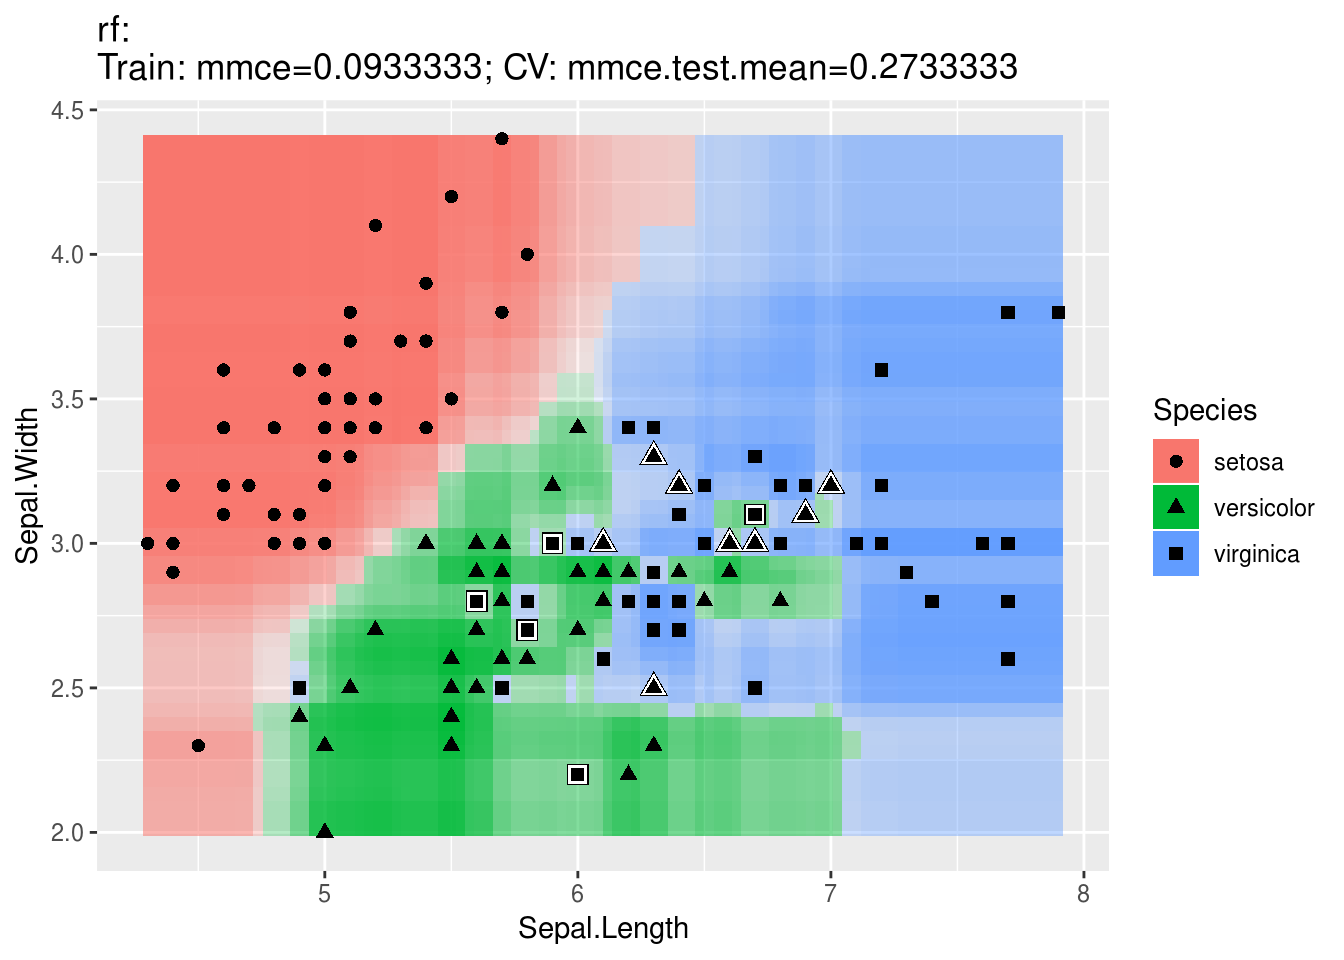 rf:
Train: mmce=0.0933333; CV: mmce.test.mean=0.2733333
4.5
4.0
3.5
3.0
2.5
2.0
Sepal.Width
5
6
7
8
Sepal.Length
Species
setosa
versicolor
virginica